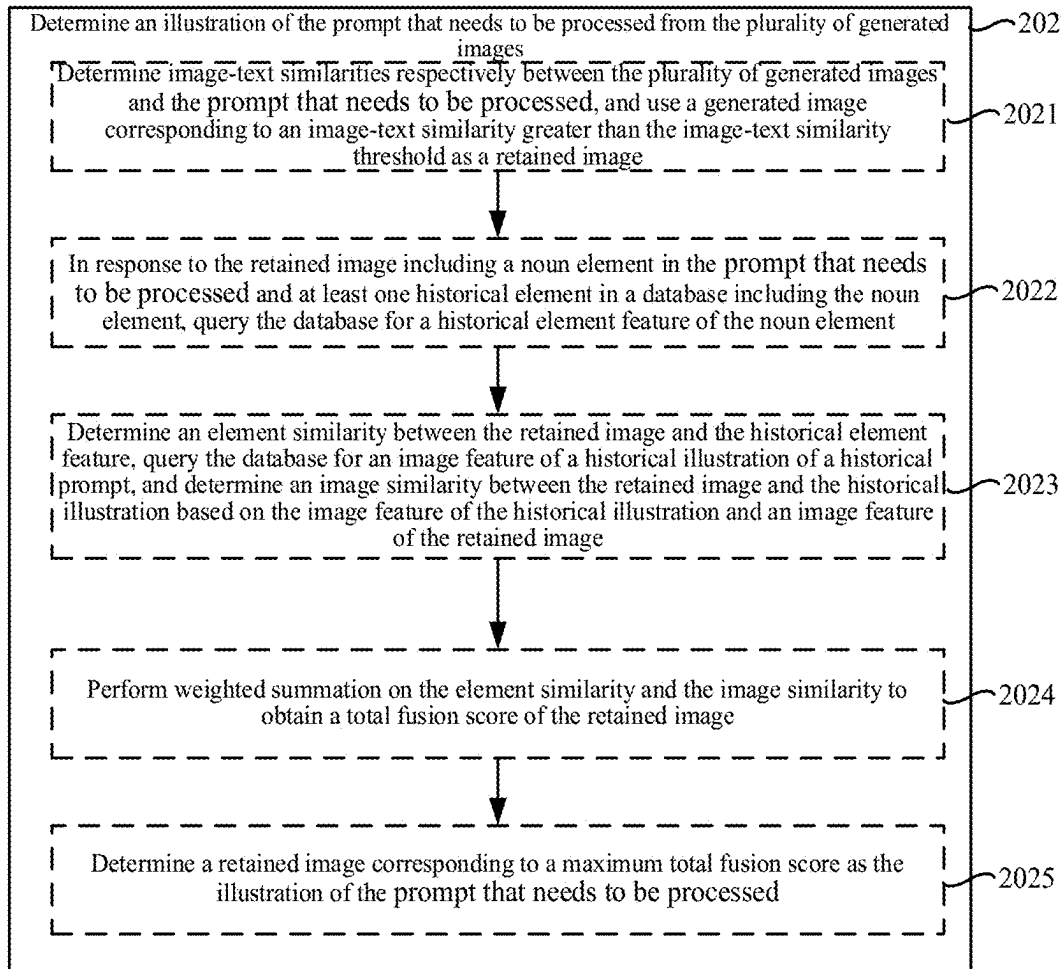 Determine an illustration of the prompt that needs to be processed from the plurality of generated
images
202
Determine image-text similarities respectively between the plurality of generated images
and the prompt that needs to be processed, and use a generated image
corresponding to an image-text similarity greater than the image-text similarity
threshold as a retained image
2021
In response to the retained image including a noun element in the prompt that needs
to be processed and at least one historical element in a database including the noun
element, query the database for a historical element feature of the noun element
2022
Determine an element similarity between the retained image and the historical element
feature, query the database for an image feature of a historical illustration of a historical
prompt, and determine an image similarity between the retained image and the historical
illustration based on the image feature of the historical illustration and an image feature
of the retained image
2023
Perform weighted summation on the element similarity and the image similarity to
obtain a total fusion score of the retained image
2024
Determine a retained image corresponding to a maximum total fusion score as the
illustration of the prompt that needs to be processed
2025